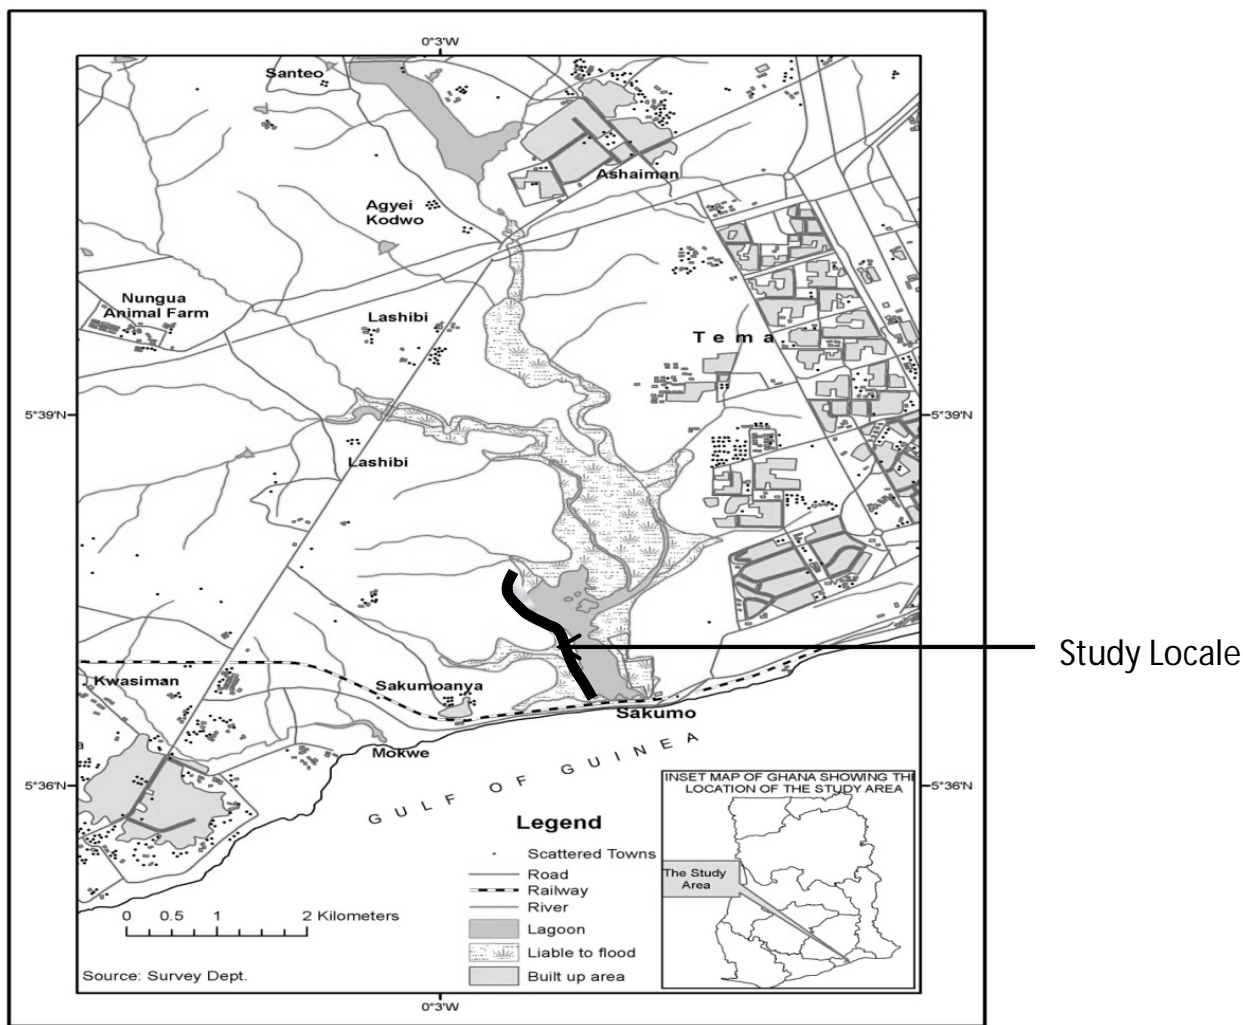 0°3'W
Santeo
Ashaiman
Agyei
Kodwo
Nungua
Animal Farm
Lashibi
Tema
5°39'N
5°39'N
Lashibi
Study Locale
Kwasiman
Sakumoanya
Sakumo
a
Mokwe
GULF OF GUINEA
5°36'N
5°36'N
INSET MAP OF GHANA SHOWING TH
LOCATION OF THE STUDY AREA
The Study
Area
Legend
Scattered Towns
Road
Railway
River
Lagoon
Liable to flood
Built up area
0 0.5 1 2 Kilometers
Source: Survey Dept.
0°3'W